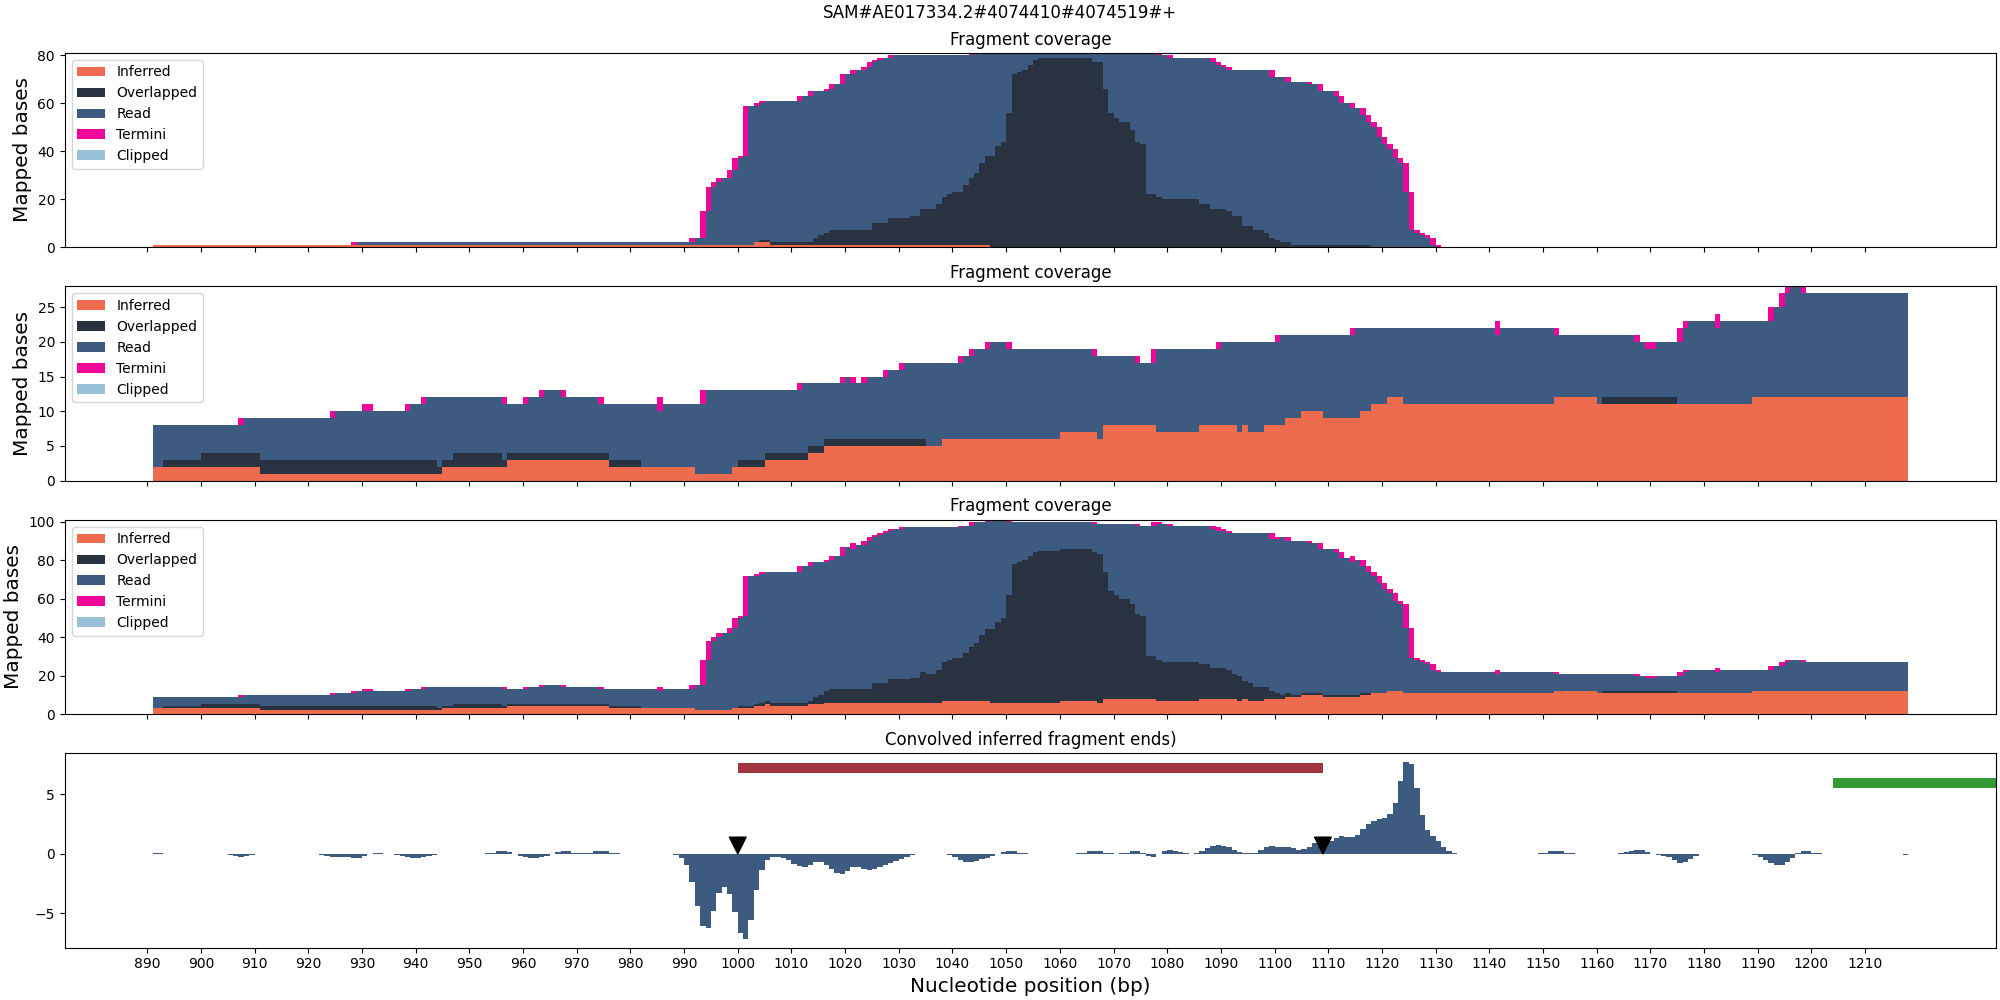 SAM#AE017334.2#4074410#4074519#+
Fragment coverage
Mapped bases
80
60
40
20
0
Inferred
Overlapped
Read
Termini
Clipped
Fragment coverage
Mapped bases
25
20
15
10
5
0
Inferred
Overlapped
Read
Termini
Clipped
Fragment coverage
Mapped bases
100
80
60
40
20
0
Inferred
Overlapped
Read
Termini
Clipped
Convolved inferred fragment ends)
5
0
−5
890 900 910 920 930 940 950 960 970 980 990 1000 1010 1020 1030 1040 1050 1060 1070 1080 1090 1100 1110 1120 1130 1140 1150 1160 1170 1180 1190 1200 1210
Nucleotide position (bp)